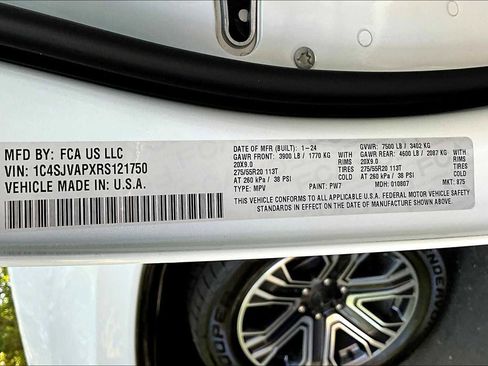 MFD BY: FCA US LLC
VIN: 1C4SJVAPXRS121750
VEHICLE MADE IN U.S.A.
DATE OF MFR (BUILT): 1-24 GVWR: 7500 LB / 3402 KG
GAWR FRONT: 3900 LB / 1770 KG GAWR REAR: 4600 LB / 2087 KG
20X9.0 RIMS 20X9.0 RIMS
275/55R20 113T TIRES 275/55R20 113T TIRES
AT 260 kPa / 38 PSI COLD AT 260 kPa / 38 PSI COLD
TYPE: MPV PAINT: PW7 MDH: 010807 MKT: 875
THIS VEHICLE CONFORMS TO ALL APPLICABLE U.S.A. FEDERAL MOTOR VEHICLE
SAFETY STANDARDS IN EFFECT ON THE DATE OF MANUFACTURE SHOWN ABOVE.
COOPER